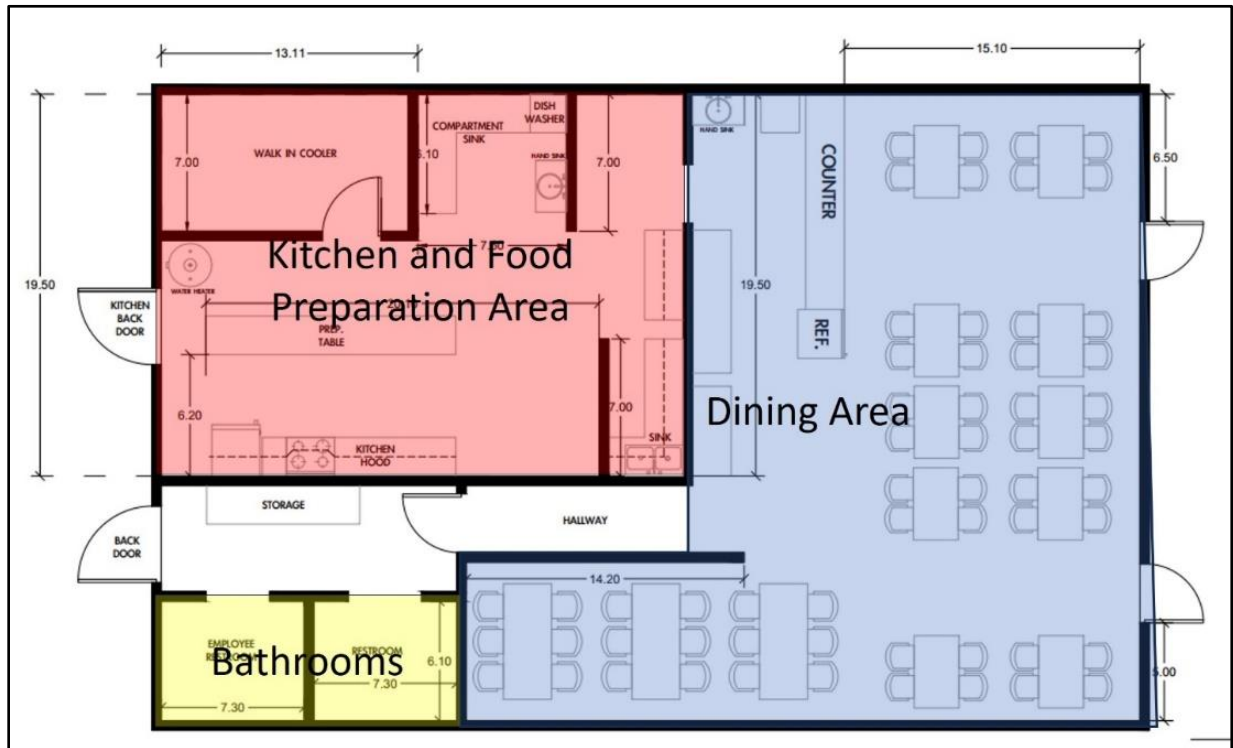 13.11
15.10
19.50
7.00
WALK IN COOLER
6.10
COMPARTMENT
SINK
DISH
WASHER
HAND SINK
7.00
HAND SINK
COUNTER
6.50
Kitchen and Food
Preparation Area
WATER HEATER
KITCHEN
BACK
DOOR
PREP.
TABLE
19.50
REF.
6.20
7.00
Dining Area
KITCHEN
HOOD
SINK
STORAGE
HALLWAY
BACK
DOOR
14.20
EMPLOYEE
RESTROOM
RESTROOM
Bathrooms
6.10
7.30
7.30
5.00